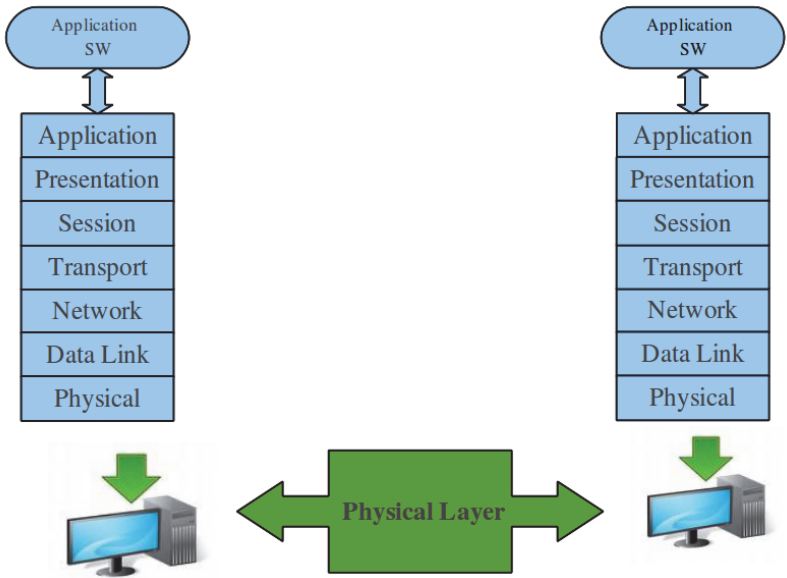 Application
SW
Application
Presentation
Session
Transport
Network
Data Link
Physical
Application
SW
Application
Presentation
Session
Transport
Network
Data Link
Physical
Physical Layer